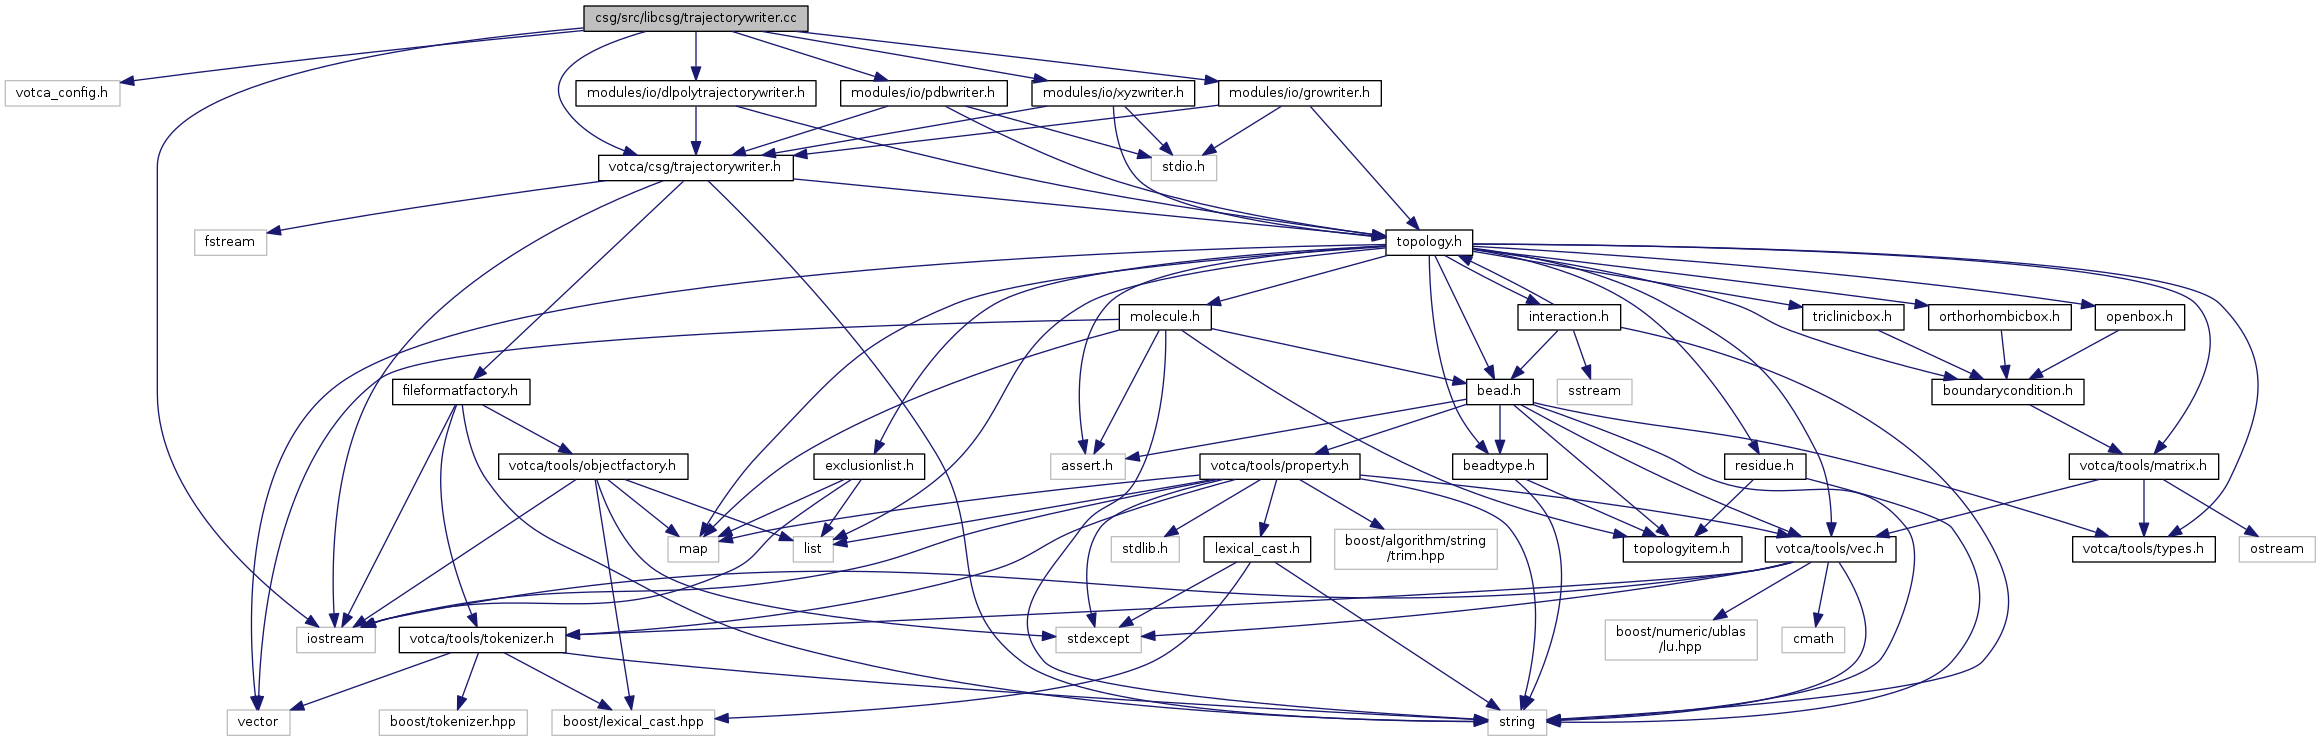 csg/src/libcsg/trajectorywriter.cc
votca_config.h
modules/io/dlpolytrajectorywriter.h
modules/io/pdbwriter.h
modules/io/xyzwriter.h
modules/io/growriter.h
votca/csg/trajectorywriter.h
stdio.h
fstream
topology.h
molecule.h
interaction.h
triclinicbox.h
orthorhombicbox.h
openbox.h
fileformatfactory.h
bead.h
sstream
boundarycondition.h
votca/tools/objectfactory.h
exclusionlist.h
assert.h
votca/tools/property.h
beadtype.h
residue.h
votca/tools/matrix.h
map
list
stdlib.h
lexical_cast.h
boost/algorithm/string
/trim.hpp
topologyitem.h
votca/tools/vec.h
votca/tools/types.h
ostream
iostream
votca/tools/tokenizer.h
stdexcept
boost/numeric/ublas
/lu.hpp
cmath
vector
boost/tokenizer.hpp
boost/lexical_cast.hpp
string